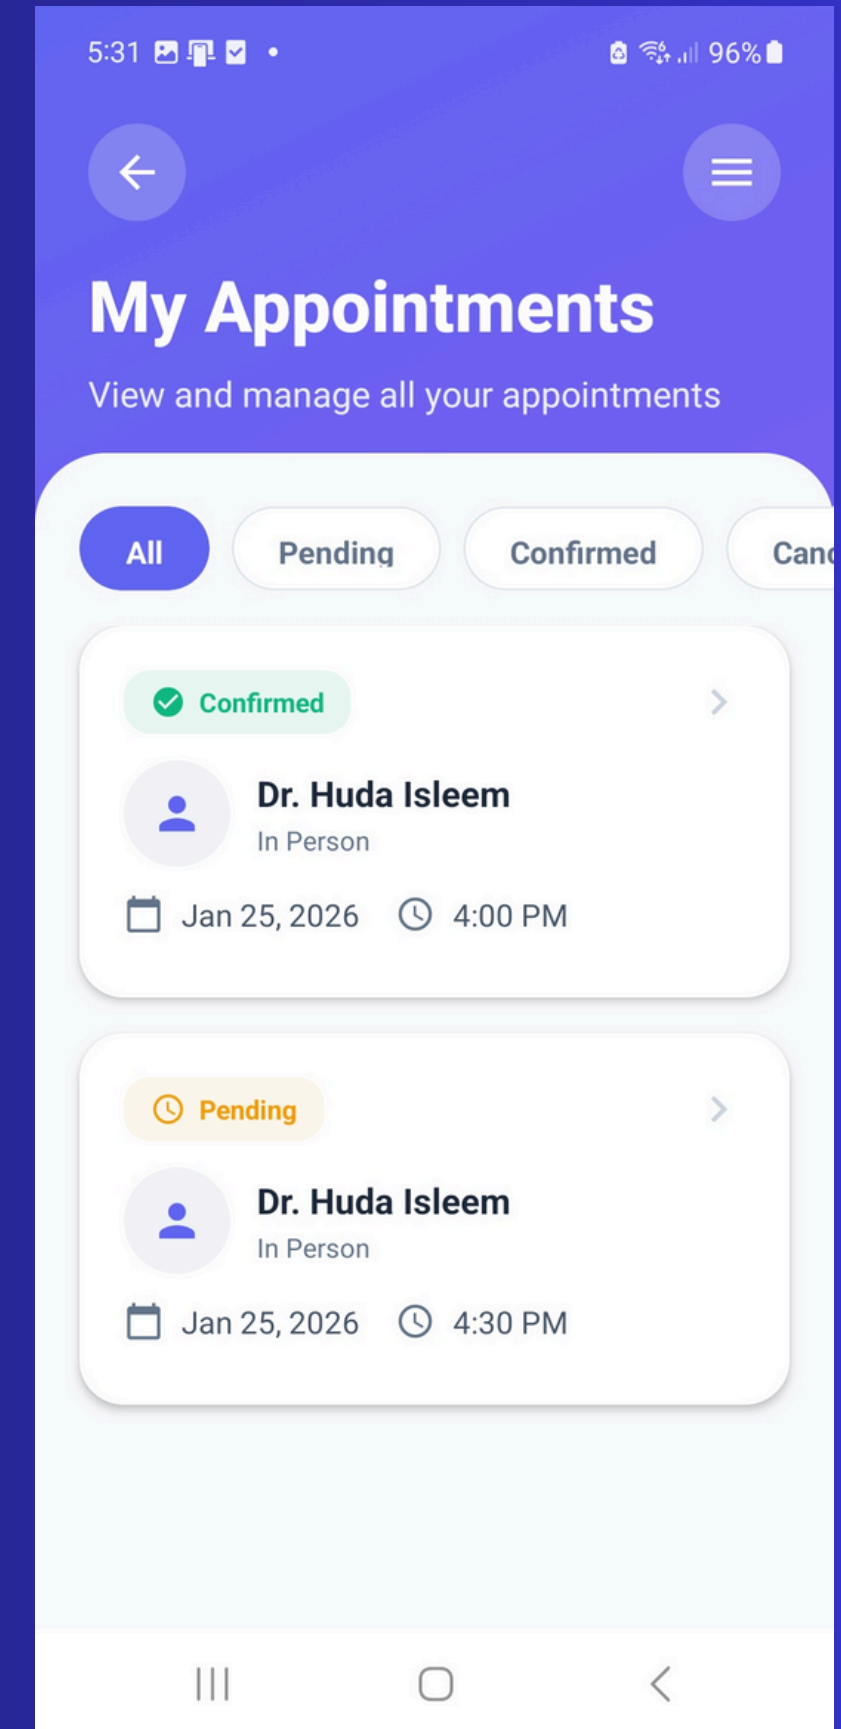 5:31 96%
My Appointments
View and manage all your appointments
All Pending Confirmed Canc
Confirmed
Dr. Huda Isleem
In Person
Jan 25, 2026 4:00 PM
Pending
Dr. Huda Isleem
In Person
Jan 25, 2026 4:30 PM